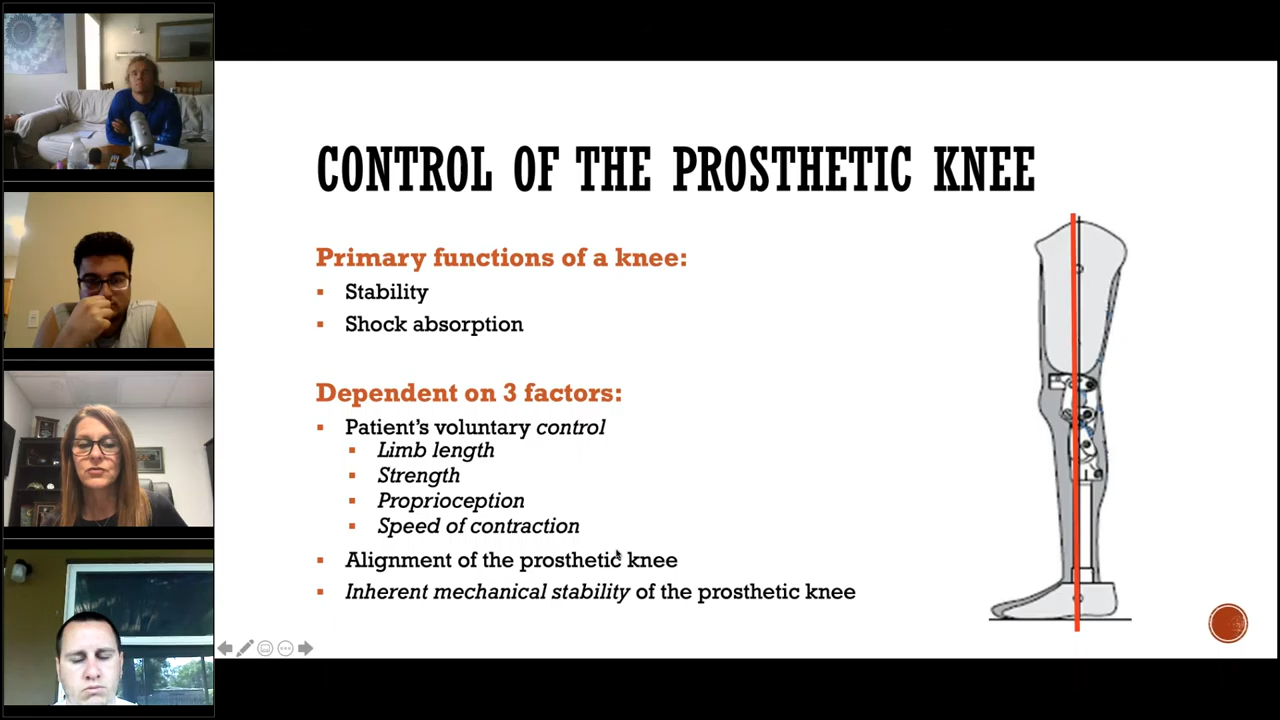 CONTROL OF THE PROSTHETIC KNEE
Primary functions of a knee:
Stability
Shock absorption
Dependent on 3 factors:
Patient's voluntary control
Limb length
Strength
Proprioception
Speed of contraction
Alignment of the prosthetic knee
Inherent mechanical stability of the prosthetic knee